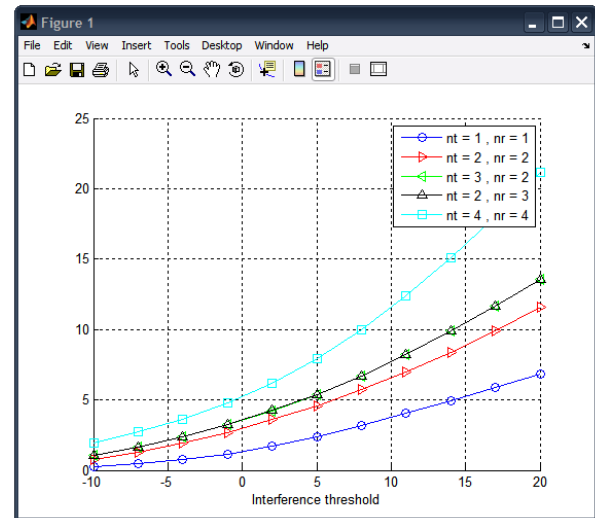 Figure 1
File Edit View Insert Tools Desktop Window Help
25
20
15
10
5
0
-10 -5 0 5 10 15 20
Interference threshold
nt = 1 , nr = 1
nt = 2 , nr = 2
nt = 3 , nr = 2
nt = 2 , nr = 3
nt = 4 , nr = 4